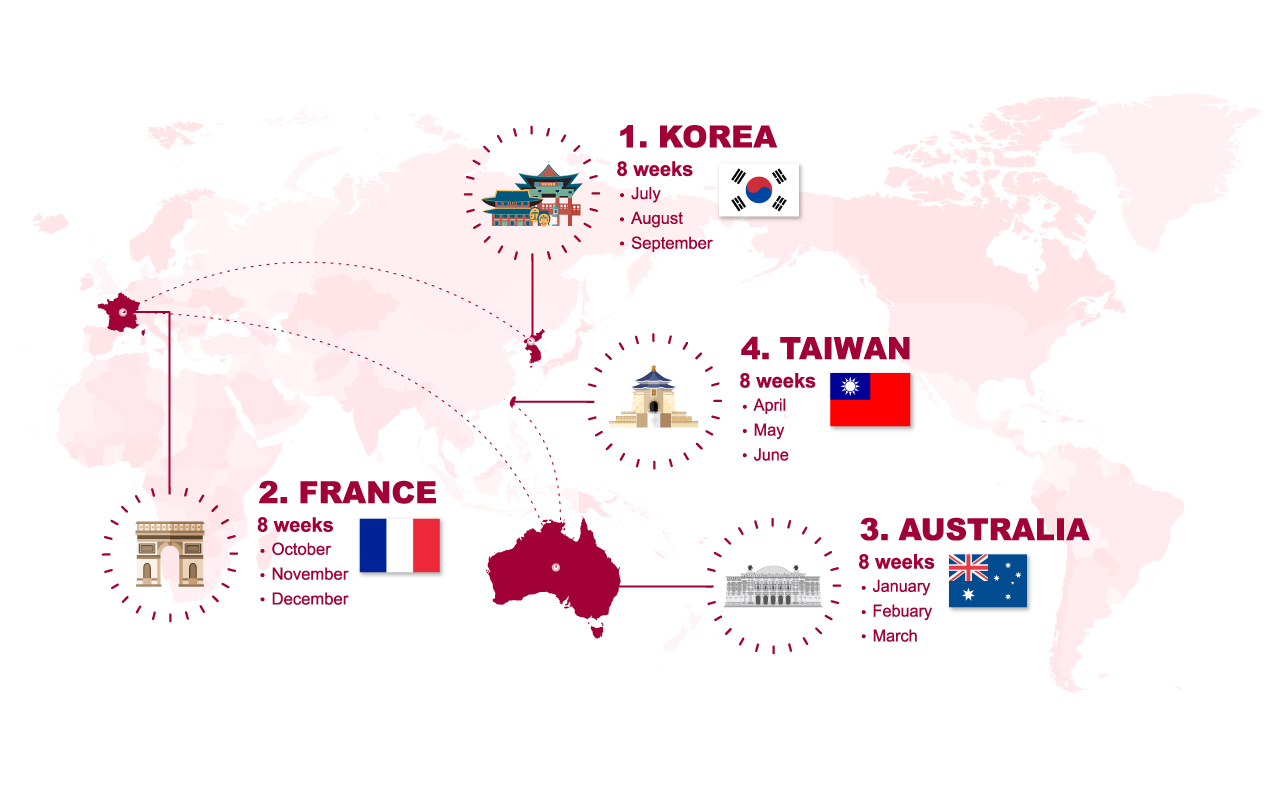 1. KOREA
8 weeks
• July
• August
• September
2. FRANCE
8 weeks
• October
• November
• December
3. AUSTRALIA
8 weeks
• January
• Febuary
• March
4. TAIWAN
8 weeks
• April
• May
• June